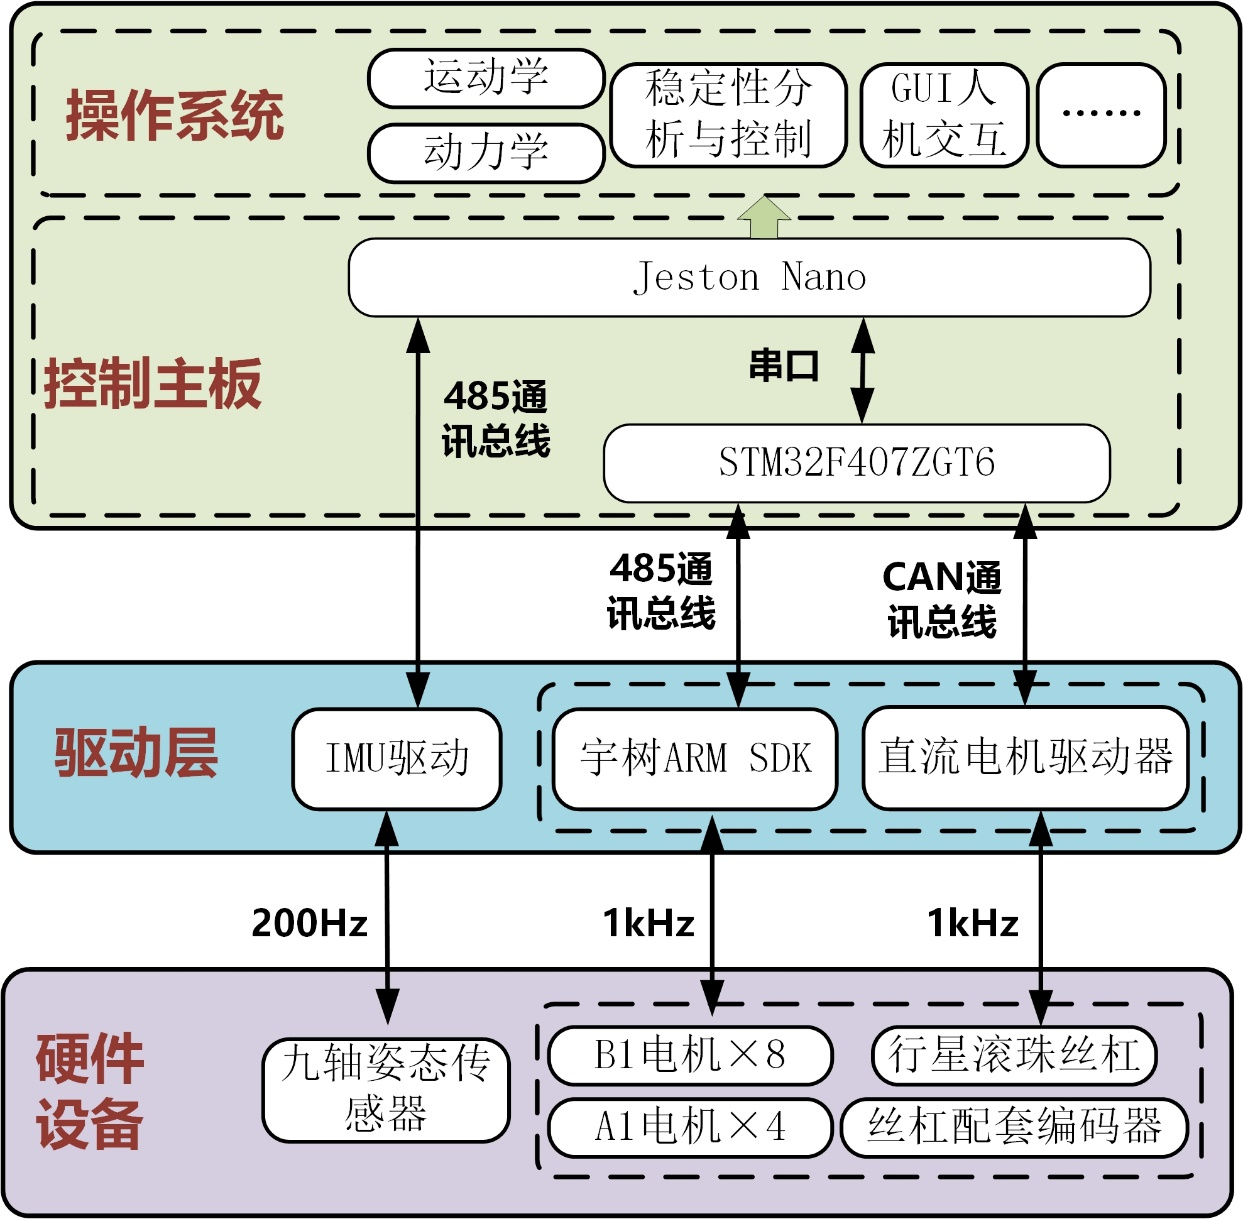 操作系统
运动学
动力学
稳定性分
析与控制
GUI人
机交互
……
控制主板
Jeston Nano
485通
讯总线
串口
STM32F407ZGT6
485通
讯总线
CAN通
讯总线
驱动层
IMU驱动
宇树ARM SDK
直流电机驱动器
200Hz
1kHz
1kHz
硬件
设备
九轴姿态传
感器
B1电机×8
A1电机×4
行星滚珠丝杠
丝杠配套编码器